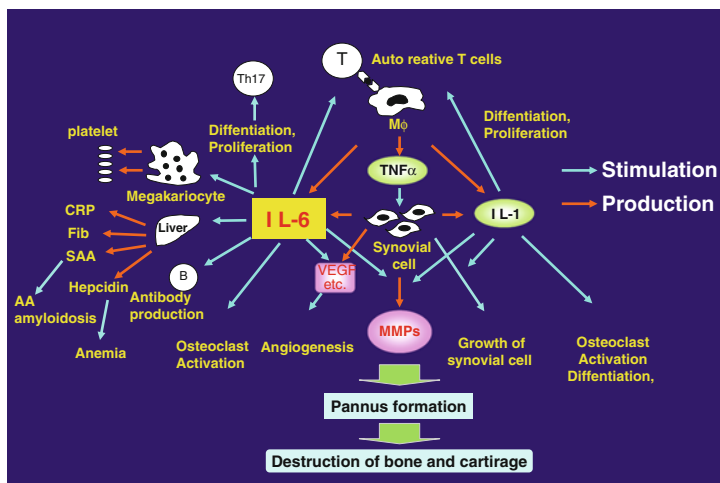 T
Auto reative T cells
Th17
Mφ
Diffentiation,
Proliferation
Diffentiation,
Proliferation
platelet
TNFα
Stimulation
Megakariocyte
Production
CRP
Liver
I L-6
I L-1
Fib
Synovial
cell
SAA
B
VEGF
etc.
Hepcidin
Antibody
production
AA
amyloidosis
MMPs
Anemia
Osteoclast
Activation
Angiogenesis
Growth of
synovial cell
Osteoclast
Activation
Diffentiation,
Pannus formation
Destruction of bone and cartirage